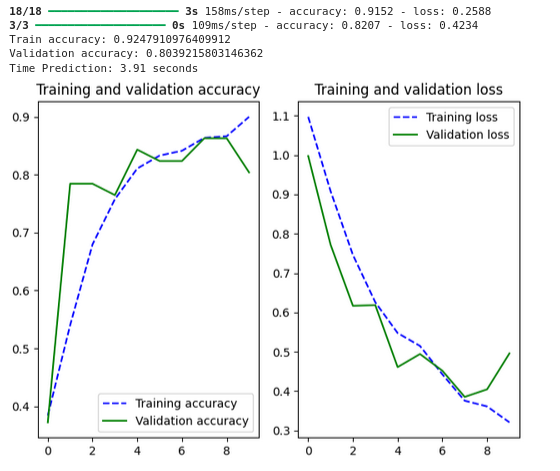 18/18 ━━━━━━━━━━━━━━━━━━━━ 3s 158ms/step - accuracy: 0.9152 - loss: 0.2588
3/3 ━━━━━━━━━━━━━━━━━━━━ 0s 109ms/step - accuracy: 0.8207 - loss: 0.4234
Train accuracy: 0.9247910976409912
Validation accuracy: 0.8039215803146362
Time Prediction: 3.91 seconds
Training and validation accuracy
0.9
0.8
0.7
0.6
0.5
0.4
Training accuracy
Validation accuracy
0 2 4 6 8
Training and validation loss
1.1
1.0
0.9
0.8
0.7
0.6
0.5
0.4
0.3
Training loss
Validation loss
0 2 4 6 8